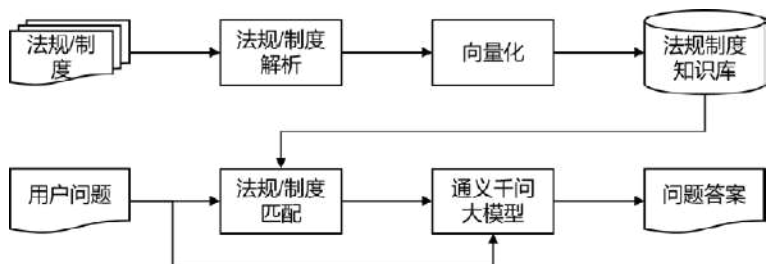 法规/制
度
法规/制度
解析
向量化
法规制度
知识库
用户问题
法规/制度
匹配
通义千问
大模型
问题答案